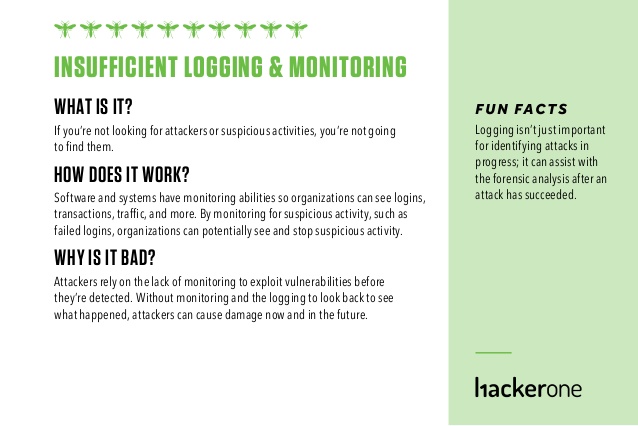 INSUFFICIENT LOGGING & MONITORING
WHAT IS IT?
If you're not looking for attackers or suspicious activities, you're not going
to find them.
HOW DOES IT WORK?
Software and systems have monitoring abilities so organizations can see logins,
transactions, traffic, and more. By monitoring for suspicious activity, such as
failed logins, organizations can potentially see and stop suspicious activity.
WHY IS IT BAD?
Attackers rely on the lack of monitoring to exploit vulnerabilities before
they're detected. Without monitoring and the logging to look back to see
what happened, attackers can cause damage now and in the future.
FUN FACTS
Logging isn't just important
for identifying attacks in
progress; it can assist with
the forensic analysis after an
attack has succeeded.
hackerone